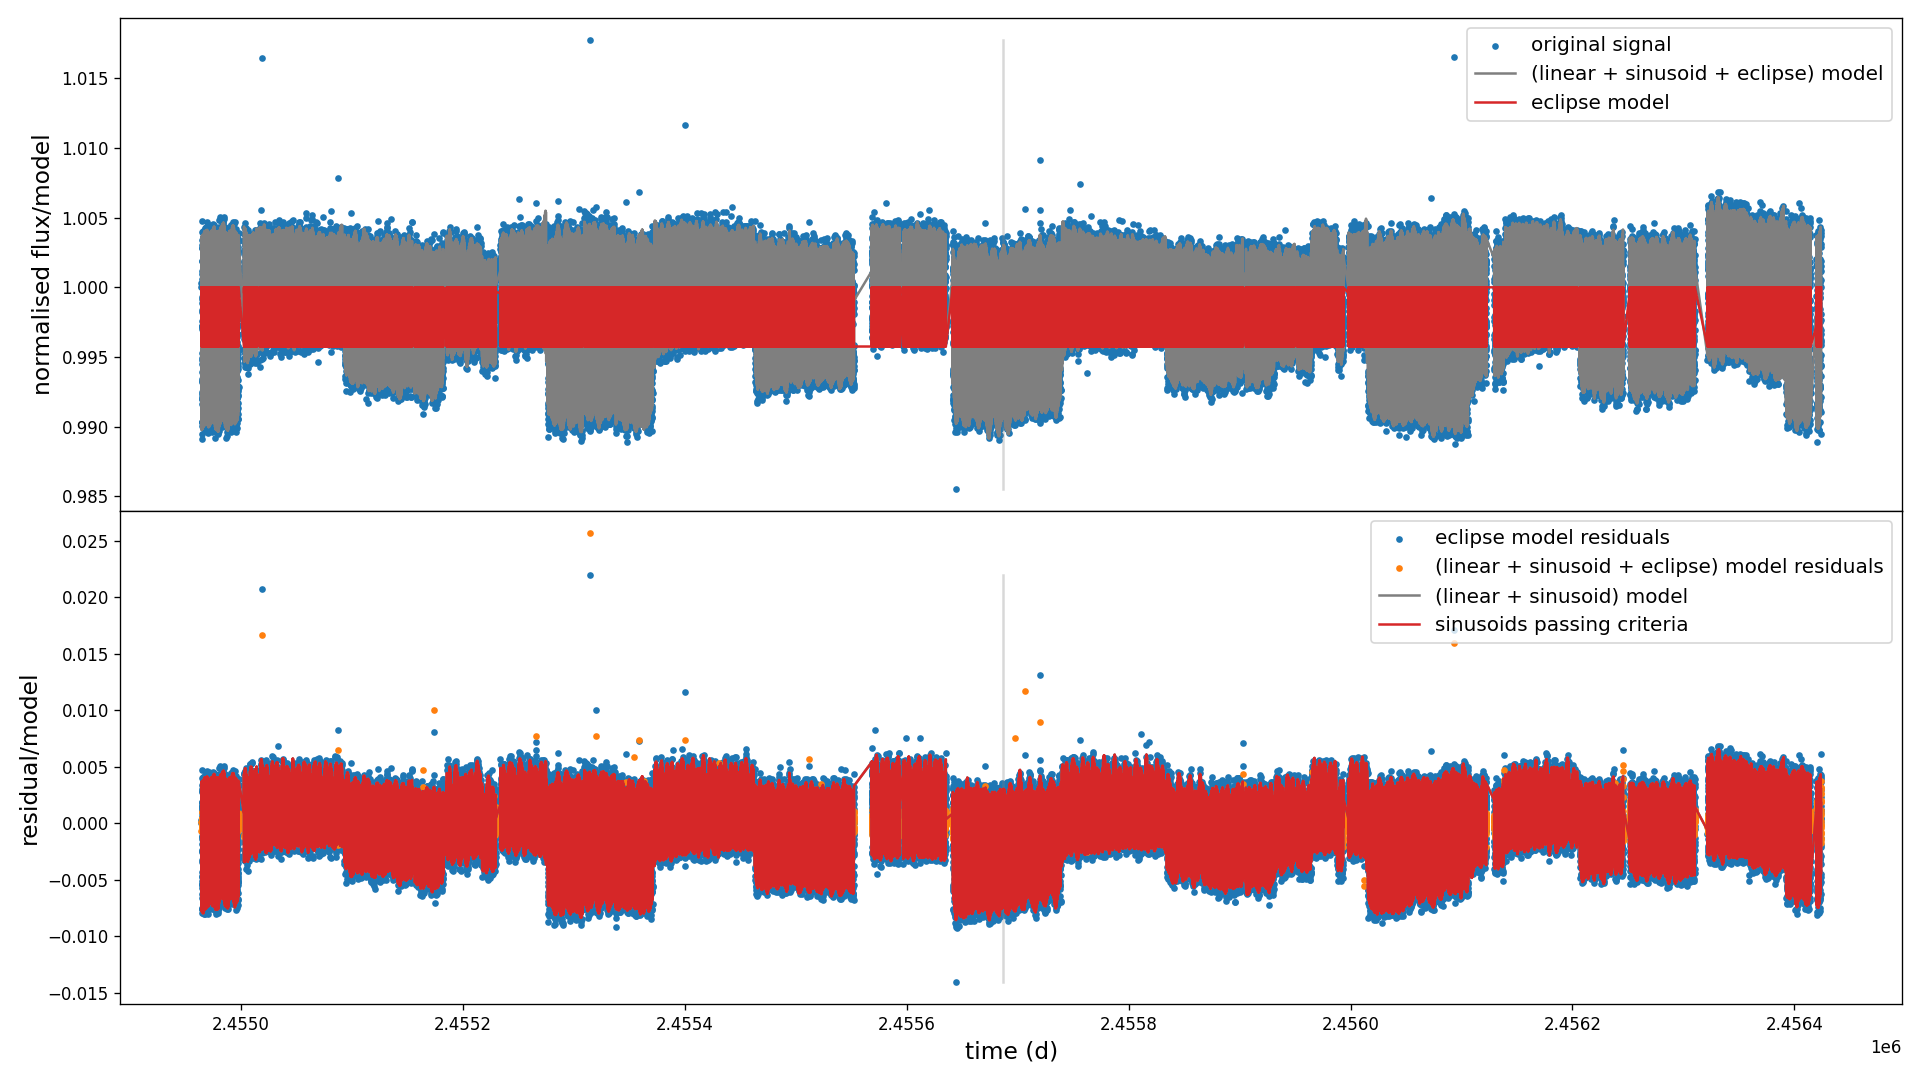 normalised flux/model
1.015
1.010
1.005
1.000
0.995
0.990
0.985
original signal
(linear + sinusoid + eclipse) model
eclipse model
residual/model
0.025
0.020
0.015
0.010
0.005
0.000
−0.005
−0.010
−0.015
eclipse model residuals
(linear + sinusoid + eclipse) model residuals
(linear + sinusoid) model
sinusoids passing criteria
2.4550 2.4552 2.4554 2.4556 2.4558 2.4560 2.4562 2.4564
1e6
time (d)